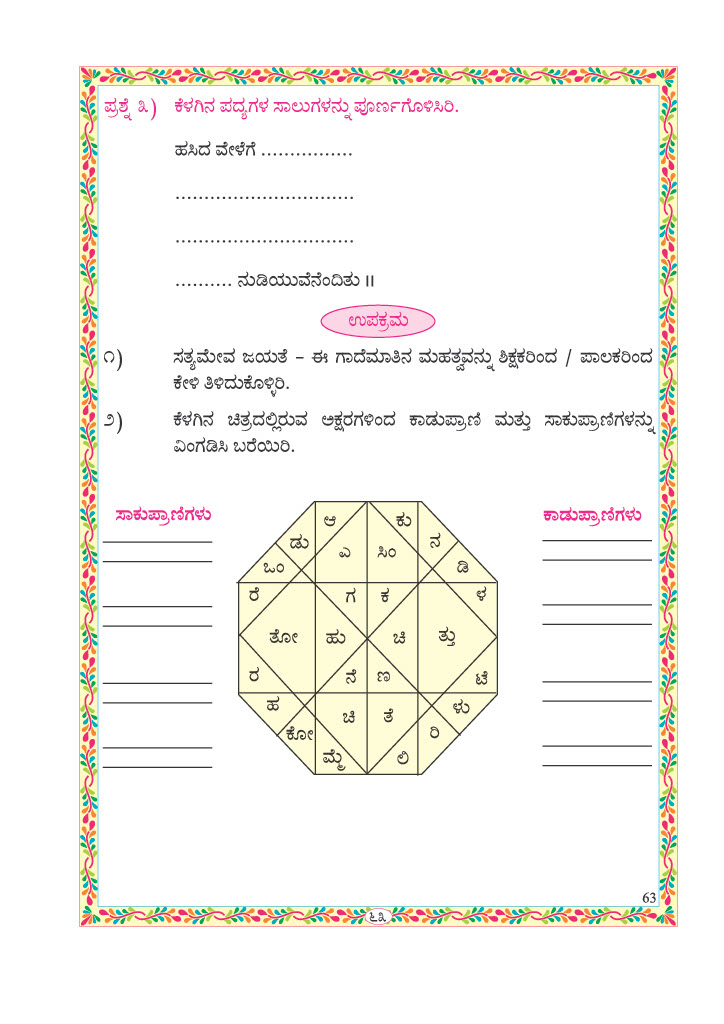 ಪ್ರಶ್ನೆ ೩) ಕೆಳಗಿನ ಪದ್ಯಗಳ ಸಾಲುಗಳನ್ನು ಪೂರ್ಣಗೊಳಿಸಿರಿ.
ಹಸಿದ ವೇಳೆಗೆ ................
...............................
...............................
.......... ನುಡಿಯುವೆನೆಂದಿತು ॥
ಉಪಕ್ರಮ
೧) ಸತ್ಯಮೇವ ಜಯತೆ – ಈ ಗಾದೆಮಾತಿನ ಮಹತ್ವವನ್ನು ಶಿಕ್ಷಕರಿಂದ / ಪಾಲಕರಿಂದ
ಕೇಳಿ ತಿಳಿದುಕೊಳ್ಳಿರಿ.
೨) ಕೆಳಗಿನ ಚಿತ್ರದಲ್ಲಿರುವ ಅಕ್ಷರಗಳಿಂದ ಕಾಡುಪ್ರಾಣಿ ಮತ್ತು ಸಾಕುಪ್ರಾಣಿಗಳನ್ನು
ವಿಂಗಡಿಸಿ ಬರೆಯಿರಿ.
ಸಾಕುಪ್ರಾಣಿಗಳು ಕಾಡುಪ್ರಾಣಿಗಳು
ಆ ಕು
ಡು ಎ ಸಿಂ ನ
ಒಂ ಡಿ
ರೆ ಗ ಕ ಳ
ತೋ ಹು ಚಿ ತ್ತು
ರ ನೆ ಣ ಟೆ
ಹ ಚಿ ತೆ ಳು
ಕೋ ರಿ
ಮ್ಮೆ ಲಿ
63
೬೩